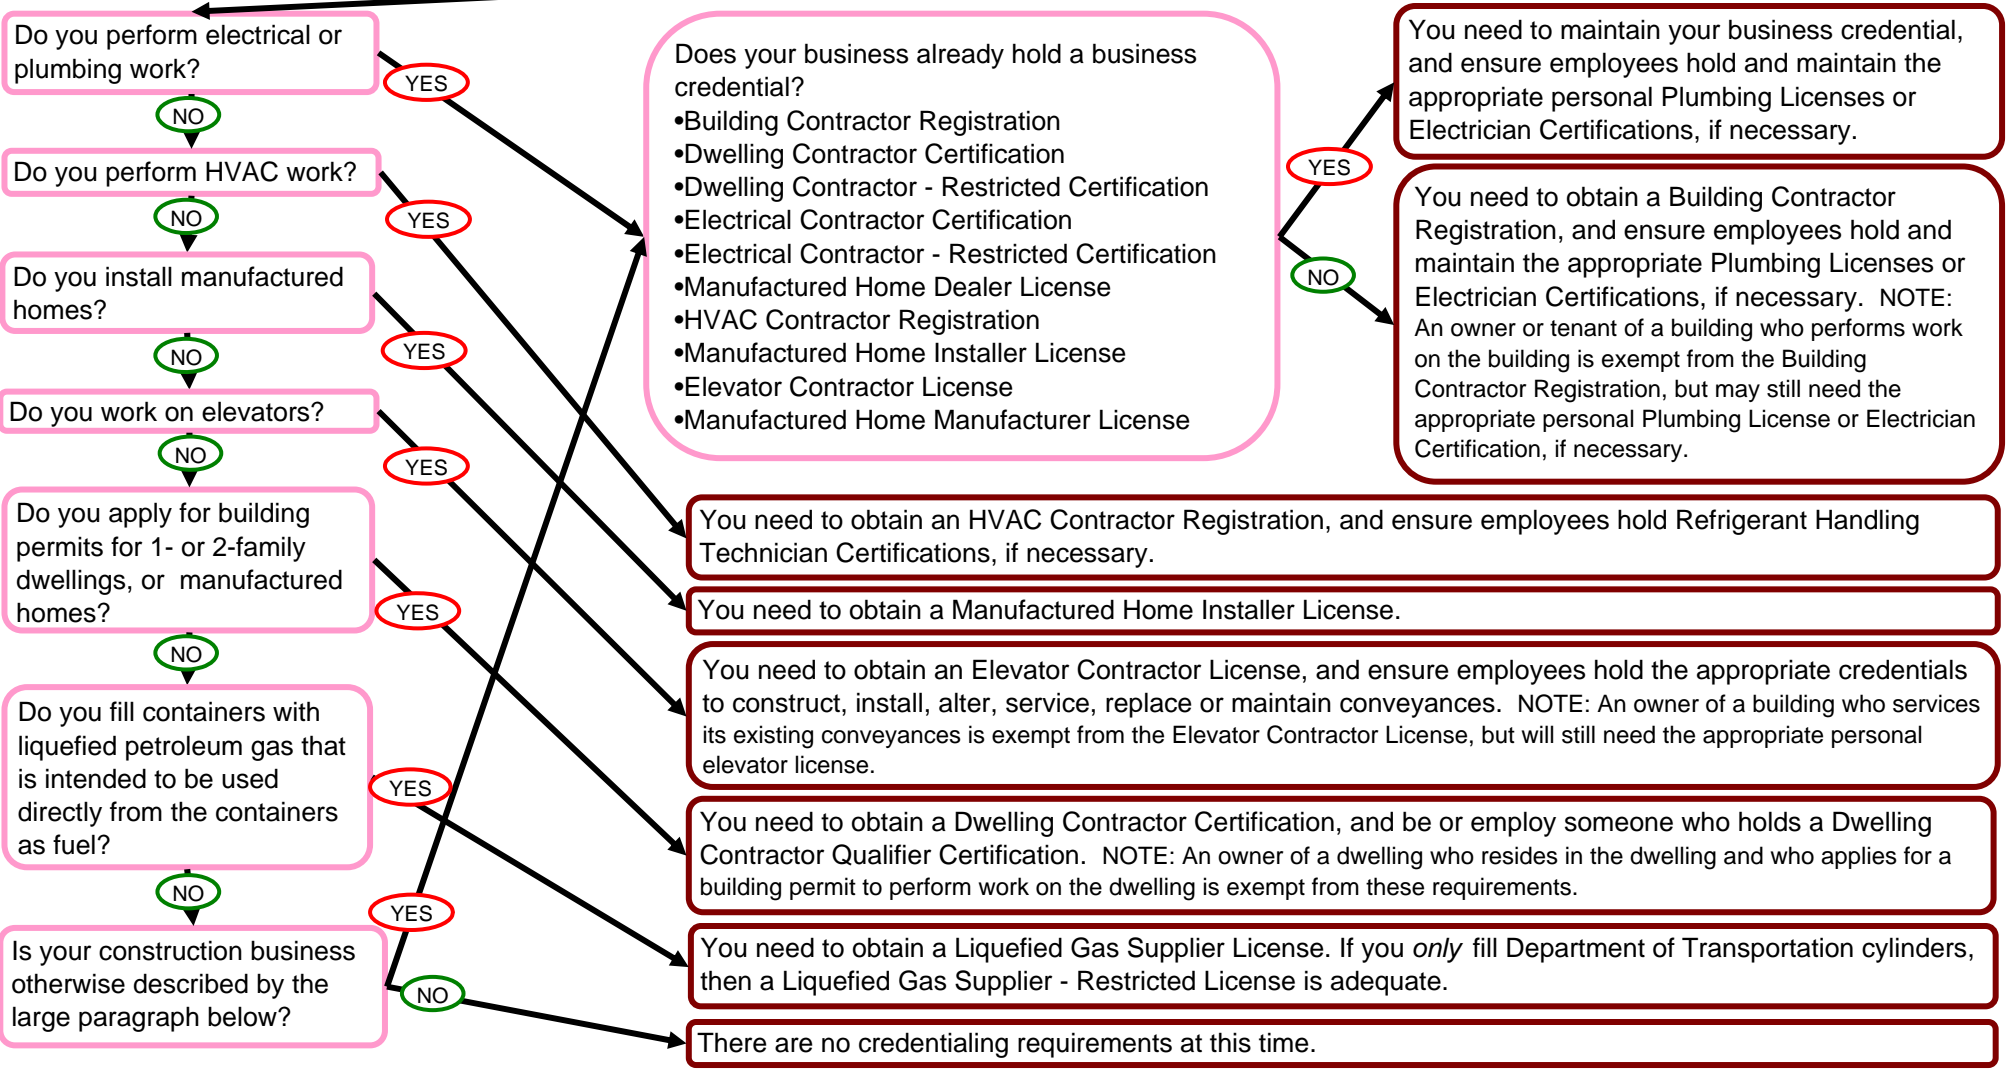 Do you perform electrical or
plumbing work?
YES
NO
Do you perform HVAC work?
YES
NO
Do you install manufactured
homes?
YES
NO
Do you work on elevators?
YES
NO
Do you apply for building
permits for 1- or 2-family
dwellings, or manufactured
homes?
YES
NO
Do you fill containers with
liquefied petroleum gas that
is intended to be used
directly from the containers
as fuel?
YES
NO
Is your construction business
otherwise described by the
large paragraph below?
YES
NO
Does your business already hold a business
credential?
•Building Contractor Registration
•Dwelling Contractor Certification
•Dwelling Contractor - Restricted Certification
•Electrical Contractor Certification
•Electrical Contractor - Restricted Certification
•Manufactured Home Dealer License
•HVAC Contractor Registration
•Manufactured Home Installer License
•Elevator Contractor License
•Manufactured Home Manufacturer License
YES
NO
You need to maintain your business credential,
and ensure employees hold and maintain the
appropriate personal Plumbing Licenses or
Electrician Certifications, if necessary.
You need to obtain a Building Contractor
Registration, and ensure employees hold and
maintain the appropriate Plumbing Licenses or
Electrician Certifications, if necessary. NOTE:
An owner or tenant of a building who performs work
on the building is exempt from the Building
Contractor Registration, but may still need the
appropriate personal Plumbing License or Electrician
Certification, if necessary.
You need to obtain an HVAC Contractor Registration, and ensure employees hold Refrigerant Handling
Technician Certifications, if necessary.
You need to obtain a Manufactured Home Installer License.
You need to obtain an Elevator Contractor License, and ensure employees hold the appropriate credentials
to construct, install, alter, service, replace or maintain conveyances. NOTE: An owner of a building who services
its existing conveyances is exempt from the Elevator Contractor License, but will still need the appropriate personal
elevator license.
You need to obtain a Dwelling Contractor Certification, and be or employ someone who holds a Dwelling
Contractor Qualifier Certification. NOTE: An owner of a dwelling who resides in the dwelling and who applies for a
building permit to perform work on the dwelling is exempt from these requirements.
You need to obtain a Liquefied Gas Supplier License. If you only fill Department of Transportation cylinders,
then a Liquefied Gas Supplier - Restricted License is adequate.
There are no credentialing requirements at this time.